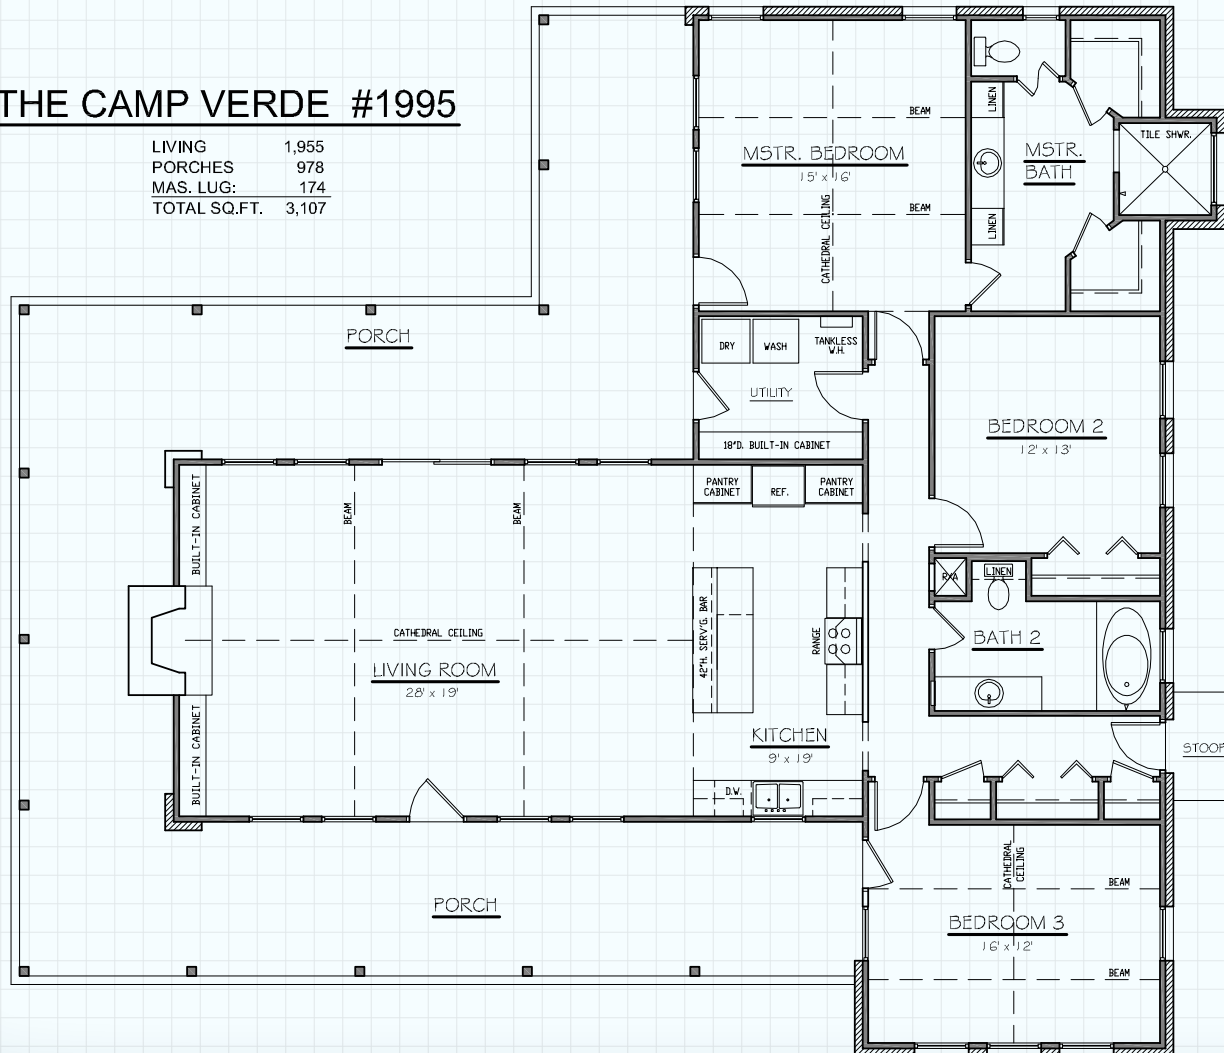 THE CAMP VERDE #1995
LIVING 1,955
PORCHES 978
MAS. LUG: 174
TOTAL SQ.FT. 3,107
LINEN
TILE SHWR.
BEAM
MSTR. BEDROOM
15' x 16'
MSTR.
BATH
BEAM
CATHEDRAL CEILING
LINEN
PORCH
DRY
WASH
TANKLESS
W.H.
UTILITY
18"D. BUILT-IN CABINET
BEDROOM 2
12' x 13'
BUILT-IN CABINET
BEAM
BEAM
PANTRY
CABINET
REF.
PANTRY
CABINET
R/A
LINEN
42"H. SERV'G. BAR
RANGE
CATHEDRAL CEILING
LIVING ROOM
28' x 19'
BATH 2
BUILT-IN CABINET
KITCHEN
9' x 19'
STOOP
D.W.
CATHEDRAL
CEILING
BEAM
PORCH
BEDROOM 3
16' x 12'
BEAM